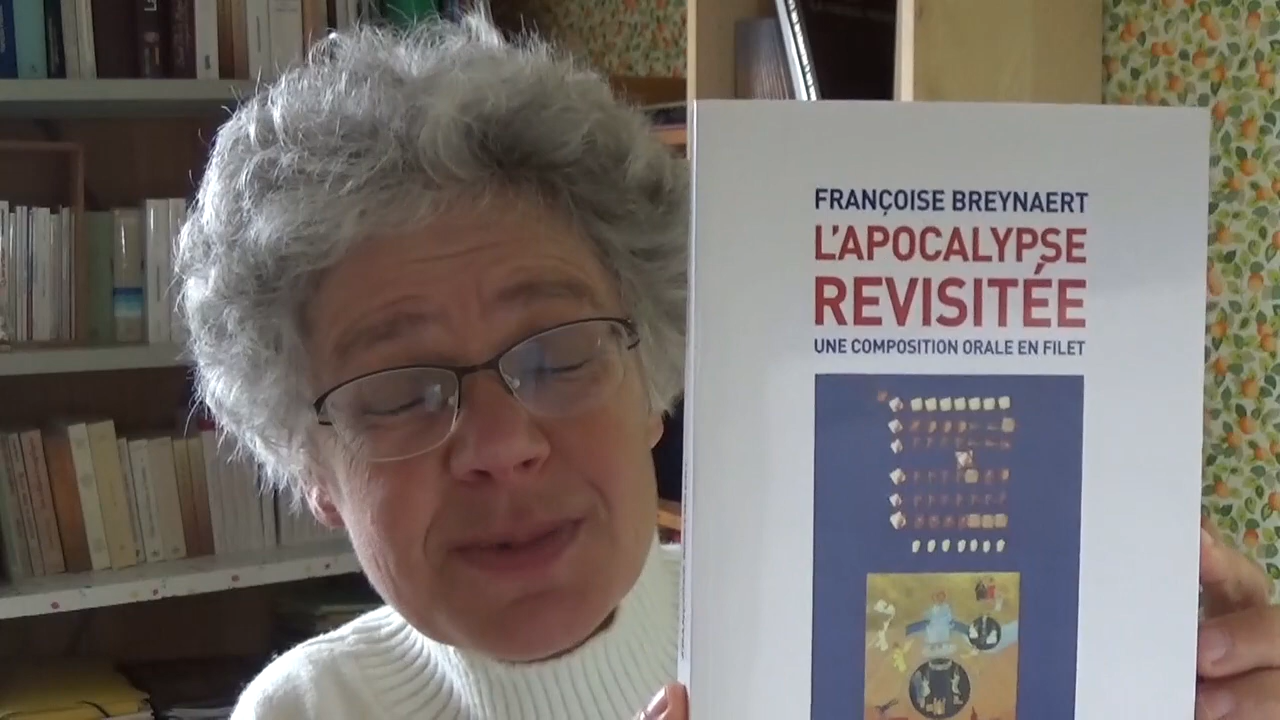 FRANÇOISE BREYNAERT
L'APOCALYPSE
REVISITÉE
UNE COMPOSITION ORALE EN FILET